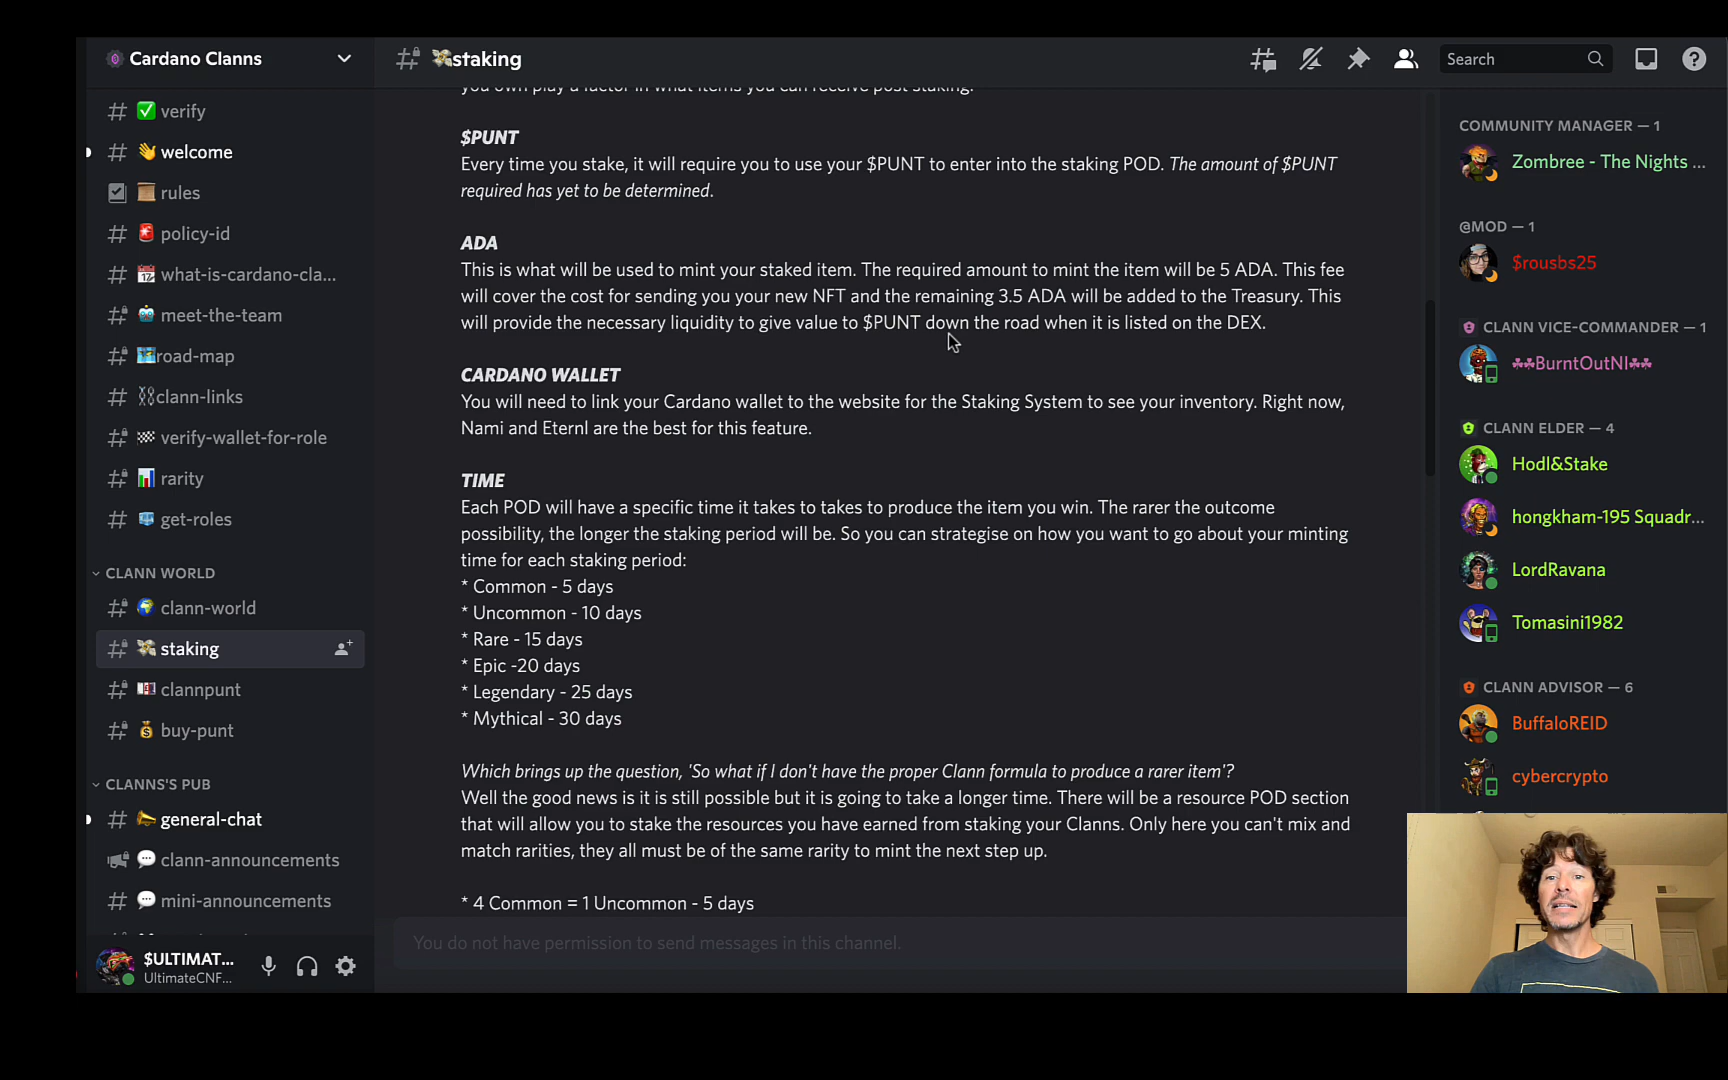 Cardano Clanns
staking
Search
verify
welcome
rules
policy-id
what-is-cardano-cla...
meet-the-team
road-map
clann-links
verify-wallet-for-role
rarity
get-roles
CLANN WORLD
clann-world
staking
clannpunt
buy-punt
CLANNS'S PUB
general-chat
clann-announcements
mini-announcements
$ULTIMAT...
UltimateCNF...
you own play a factor in what items you can receive post staking.
$PUNT
Every time you stake, it will require you to use your $PUNT to enter into the staking POD. The amount of $PUNT
required has yet to be determined.
ADA
This is what will be used to mint your staked item. The required amount to mint the item will be 5 ADA. This fee
will cover the cost for sending you your new NFT and the remaining 3.5 ADA will be added to the Treasury. This
will provide the necessary liquidity to give value to $PUNT down the road when it is listed on the DEX.
CARDANO WALLET
You will need to link your Cardano wallet to the website for the Staking System to see your inventory. Right now,
Nami and Eternl are the best for this feature.
TIME
Each POD will have a specific time it takes to takes to produce the item you win. The rarer the outcome
possibility, the longer the staking period will be. So you can strategise on how you want to go about your minting
time for each staking period:
* Common - 5 days
* Uncommon - 10 days
* Rare - 15 days
* Epic -20 days
* Legendary - 25 days
* Mythical - 30 days
Which brings up the question, 'So what if I don't have the proper Clann formula to produce a rarer item'?
Well the good news is it is still possible but it is going to take a longer time. There will be a resource POD section
that will allow you to stake the resources you have earned from staking your Clanns. Only here you can't mix and
match rarities, they all must be of the same rarity to mint the next step up.
* 4 Common = 1 Uncommon - 5 days
You do not have permission to send messages in this channel.
COMMUNITY MANAGER — 1
Zombree - The Nights ...
@MOD — 1
$rousbs25
CLANN VICE-COMMANDER — 1
☘☘BurntOutNI☘☘
CLANN ELDER — 4
Hodl&Stake
hongkham-195 Squadr...
LordRavana
Tomasini1982
CLANN ADVISOR — 6
BuffaloREID
cybercrypto